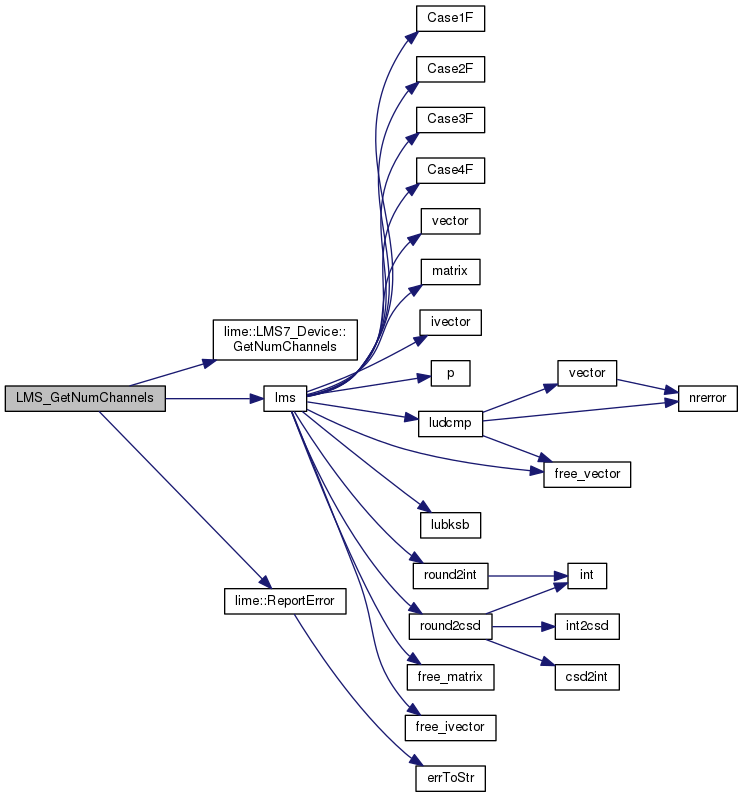 Case1F
Case2F
Case3F
Case4F
vector
matrix
lime::LMS7_Device::
GetNumChannels
ivector
p
vector
LMS_GetNumChannels
lms
nrerror
ludcmp
free_vector
lubksb
round2int
int
lime::ReportError
round2csd
int2csd
free_matrix
csd2int
free_ivector
errToStr